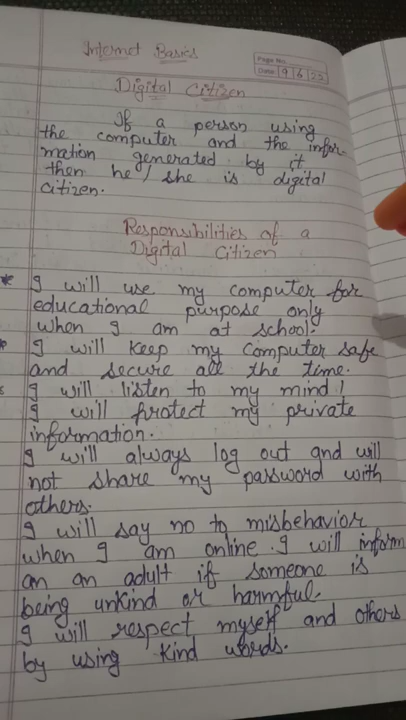 Internet Basics
Page No.
Date 9 6 25
Digital Citizen
If a person using
the computer and the infor-
mation generated by it
then he / she is digital
citizen.
Responsibilities of a
Digital Citizen
* I will use my computer for
educational purpose only
when I am at school.
* I will keep my computer safe
and secure all the time.
I will listen to my mind!
I will protect my private
information.
I will always log out and will
not share my password with
others.
I will say no to misbehavior
when I am online. I will inform
an an adult if someone is
being unkind or harmful.
I will respect myself and others
by using kind words.